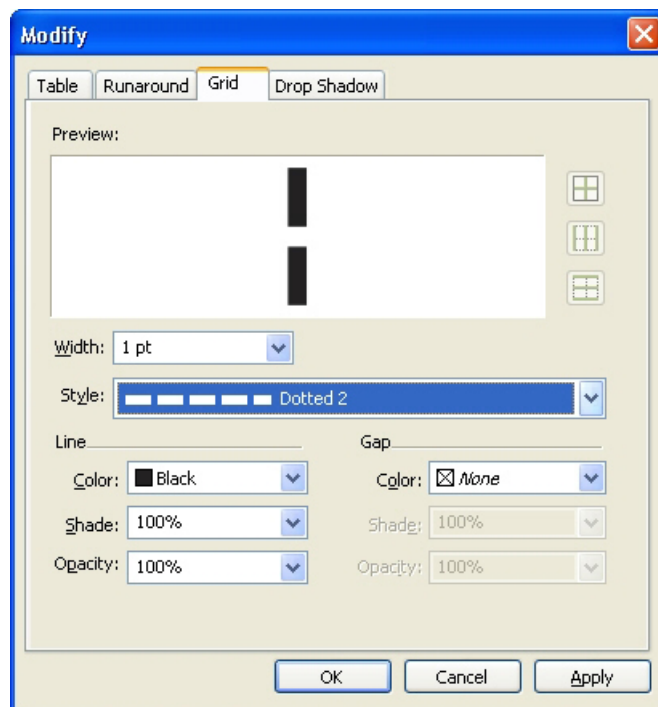 Modify
Table Runaround Grid Drop Shadow
Preview:
Width: 1 pt
Style: Dotted 2
Line Gap
Color: Black Color: None
Shade: 100% Shade: 100%
Opacity: 100% Opacity: 100%
OK Cancel Apply